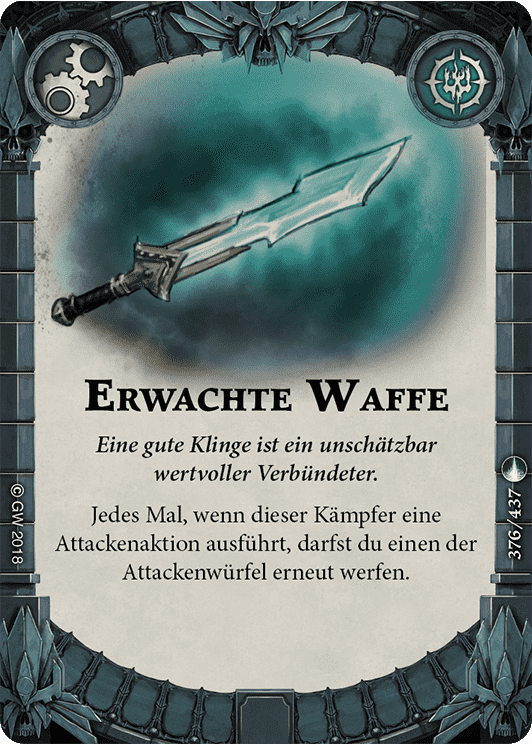 Erwachte Waffe
Eine gute Klinge ist ein unschätzbar
wertvoller Verbündeter.
Jedes Mal, wenn dieser Kämpfer eine
Attackenaktion ausführt, darfst du einen der
Attackenwürfel erneut werfen.
© GW 2018
376/437